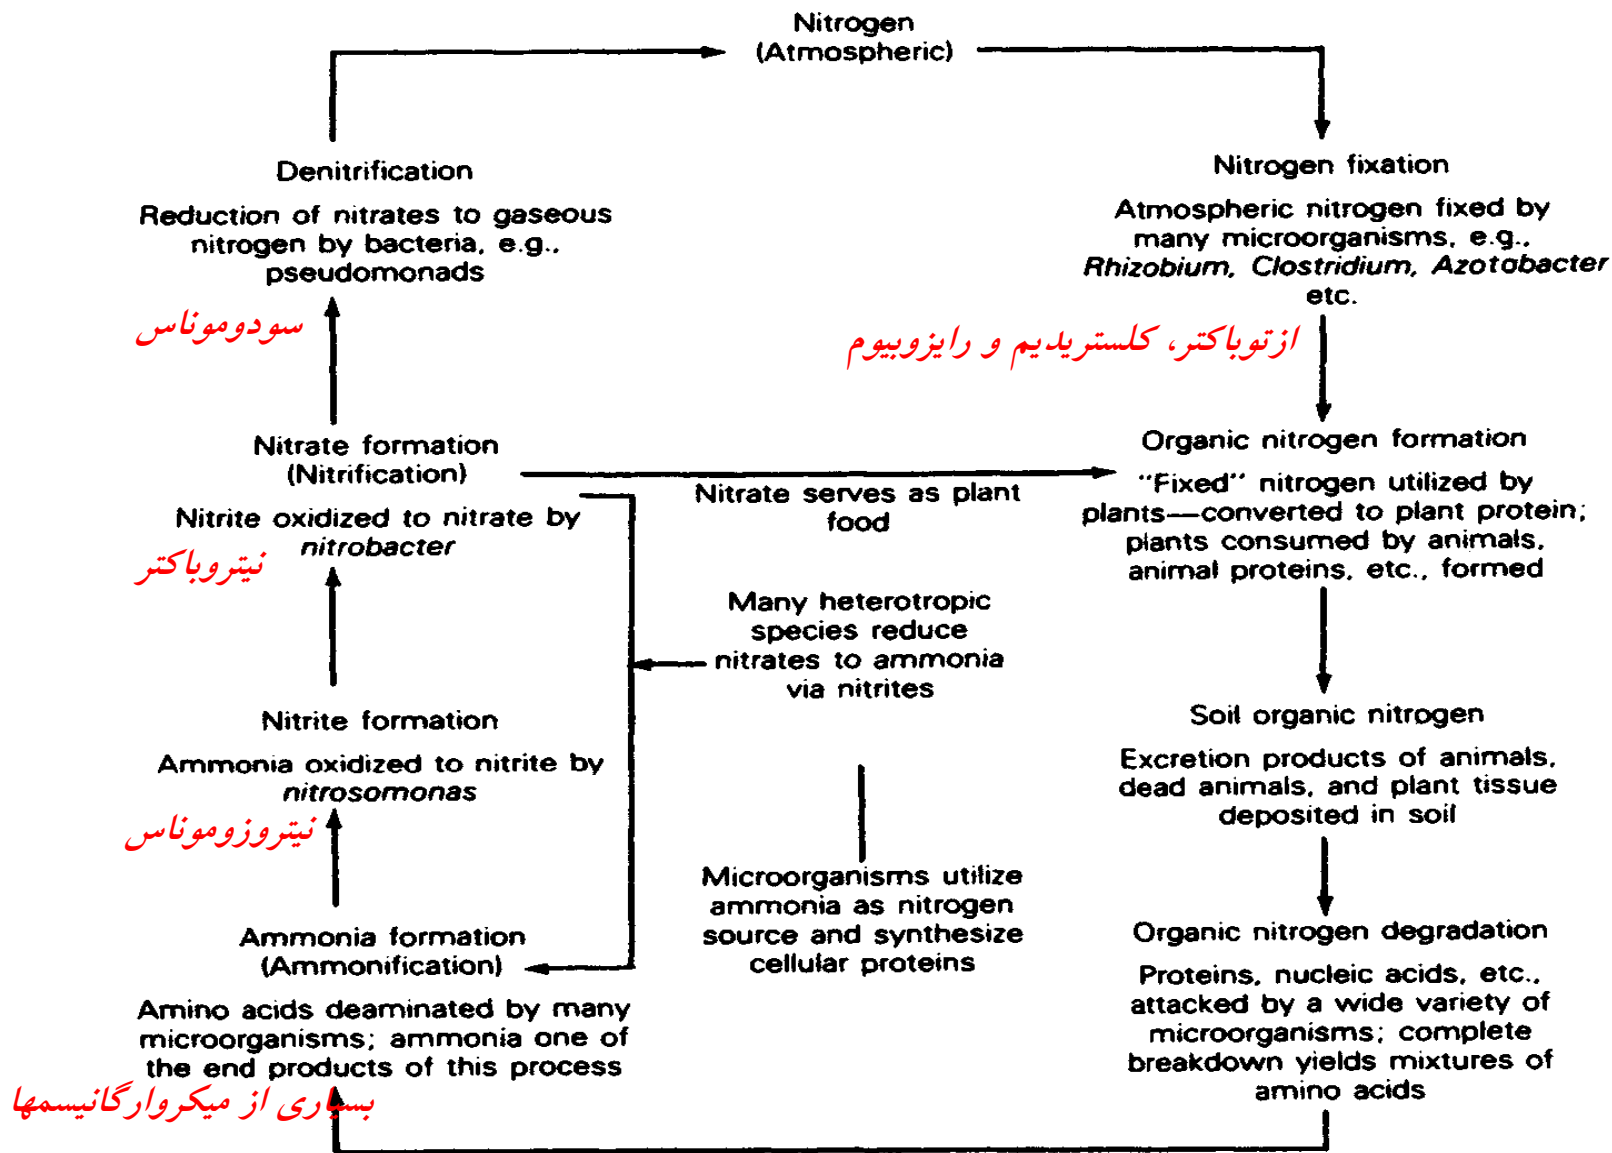 Nitrogen
(Atmospheric)
Denitrification
Reduction of nitrates to gaseous
nitrogen by bacteria, e.g.,
pseudomonads
سودوموناس
Nitrogen fixation
Atmospheric nitrogen fixed by
many microorganisms, e.g.,
Rhizobium, Clostridium, Azotobacter
etc.
ازتوباکتر، کلستریدیم و رایزوبیوم
Nitrate formation
(Nitrification)
Nitrite oxidized to nitrate by
nitrobacter
نیتروباکتر
Nitrate serves as plant
food
Organic nitrogen formation
"Fixed" nitrogen utilized by
plants—converted to plant protein;
plants consumed by animals,
animal proteins, etc., formed
Many heterotropic
species reduce
nitrates to ammonia
via nitrites
Nitrite formation
Ammonia oxidized to nitrite by
nitrosomonas
نیتروزوموناس
Soil organic nitrogen
Excretion products of animals,
dead animals, and plant tissue
deposited in soil
Microorganisms utilize
ammonia as nitrogen
source and synthesize
cellular proteins
Ammonia formation
(Ammonification)
Amino acids deaminated by many
microorganisms; ammonia one of
the end products of this process
بسیاری از میکروارگانیسمها
Organic nitrogen degradation
Proteins, nucleic acids, etc.,
attacked by a wide variety of
microorganisms; complete
breakdown yields mixtures of
amino acids